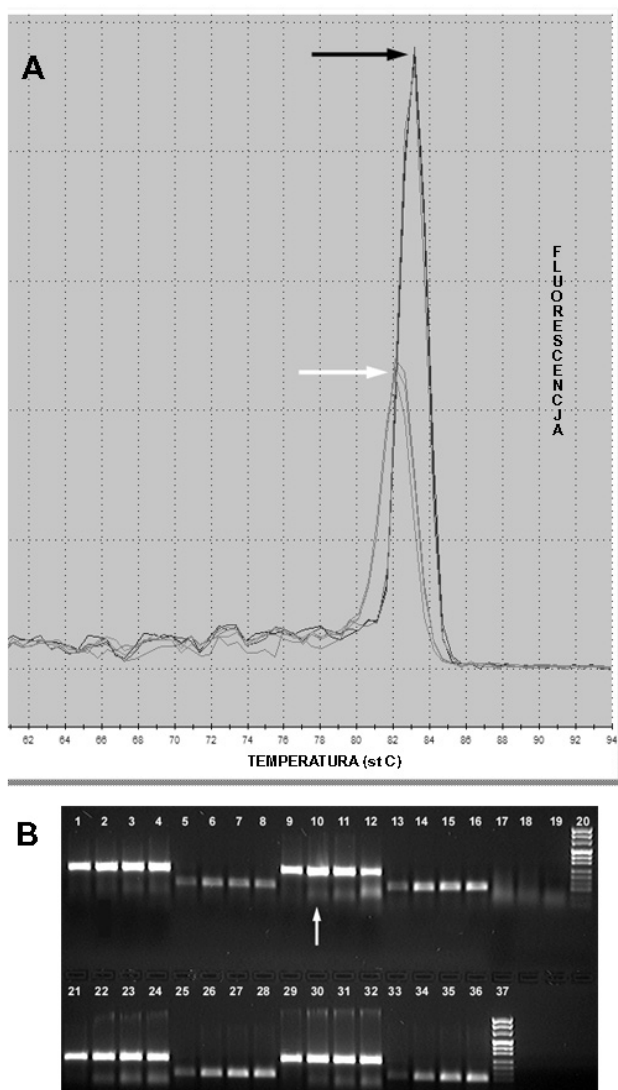 A
FLUORESCENCJA
62 64 66 68 70 72 74 76 78 80 82 84 86 88 90 92 94
TEMPERATURA (st C)
B
1 2 3 4 5 6 7 8 9 10 11 12 13 14 15 16 17 18 19 20
21 22 23 24 25 26 27 28 29 30 31 32 33 34 35 36 37